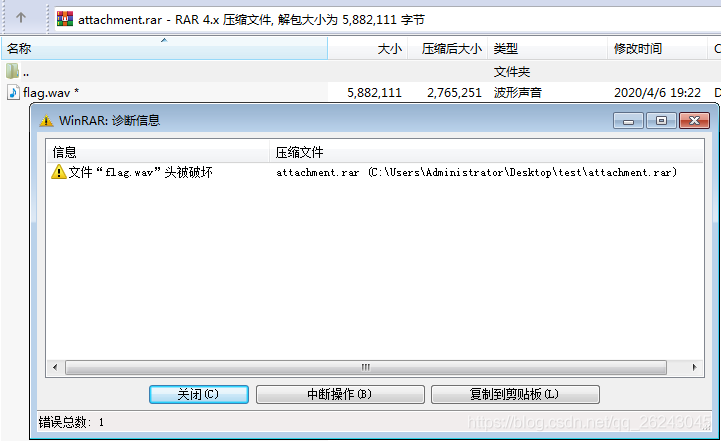 attachment.rar - RAR 4.x 压缩文件, 解包大小为 5,882,111 字节
名称 大小 压缩后大小 类型 修改时间 C
.. 文件夹
flag.wav * 5,882,111 2,765,251 波形声音 2020/4/6 19:22 D
WinRAR: 诊断信息
信息 压缩文件
文件“flag.wav”头被破坏 attachment.rar (C:\Users\Administrator\Desktop\test\attachment.rar)
关闭(C) 中断操作(B) 复制到剪贴板(L)
错误总数: 1
https://blog.csdn.net/qq_26243045